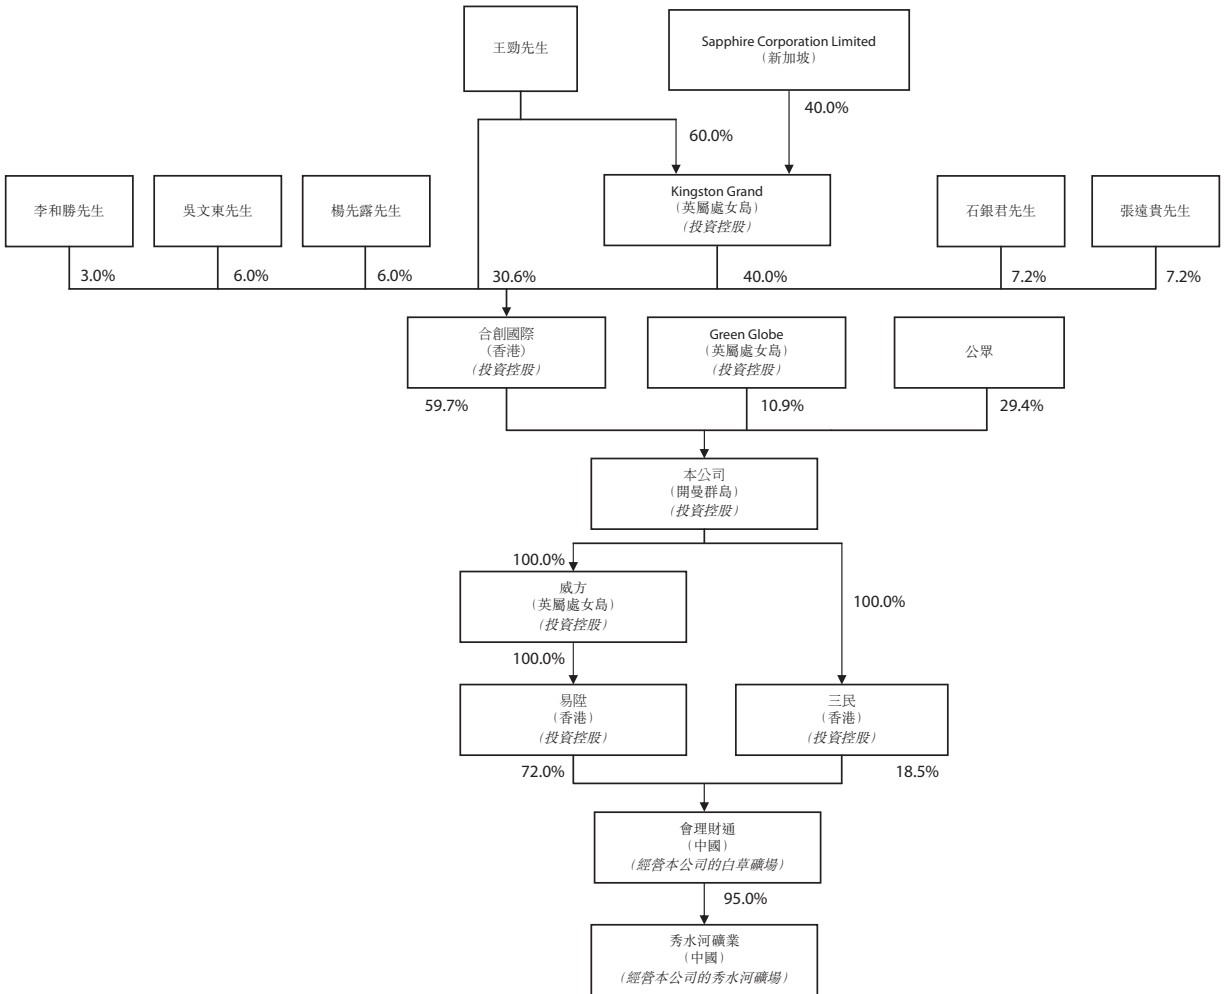 王勁先生
Sapphire Corporation Limited
（新加坡）
40.0%
60.0%
李和勝先生
吳文東先生
楊先露先生
Kingston Grand
（英屬處女島）
（投資控股）
石銀君先生
張遠貴先生
3.0%
6.0%
6.0%
30.6%
40.0%
7.2%
7.2%
合創國際
（香港）
（投資控股）
Green Globe
（英屬處女島）
（投資控股）
公眾
59.7%
10.9%
29.4%
本公司
（開曼群島）
（投資控股）
100.0%
威方
（英屬處女島）
（投資控股）
100.0%
100.0%
易陞
（香港）
（投資控股）
三民
（香港）
（投資控股）
72.0%
18.5%
會理財通
（中國）
（經營本公司的白草礦場）
95.0%
秀水河礦業
（中國）
（經營本公司的秀水河礦場）